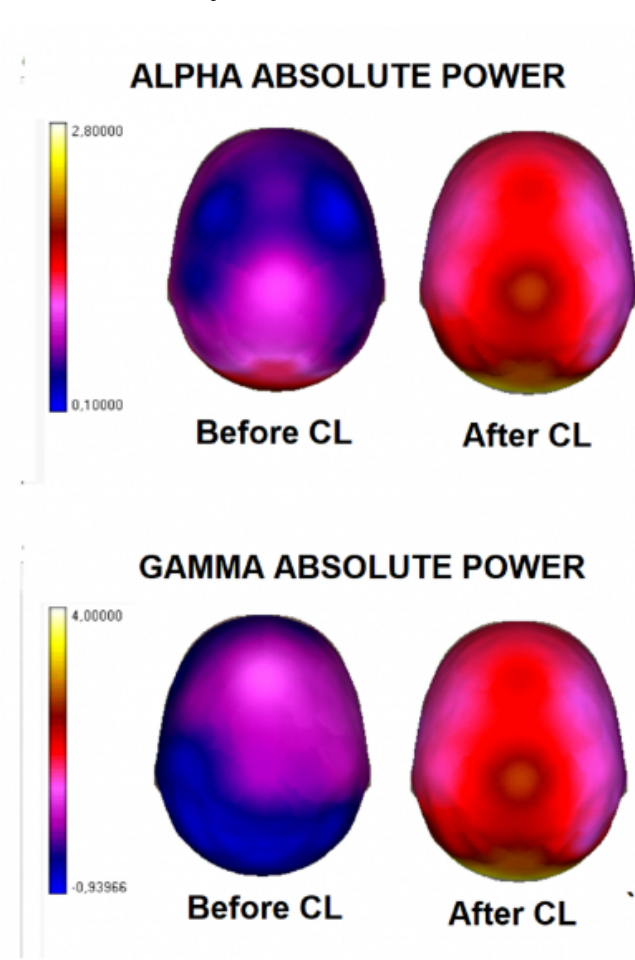 ALPHA ABSOLUTE POWER
2,80000
0,10000
Before CL
After CL
GAMMA ABSOLUTE POWER
4,00000
-0,93966
Before CL
After CL